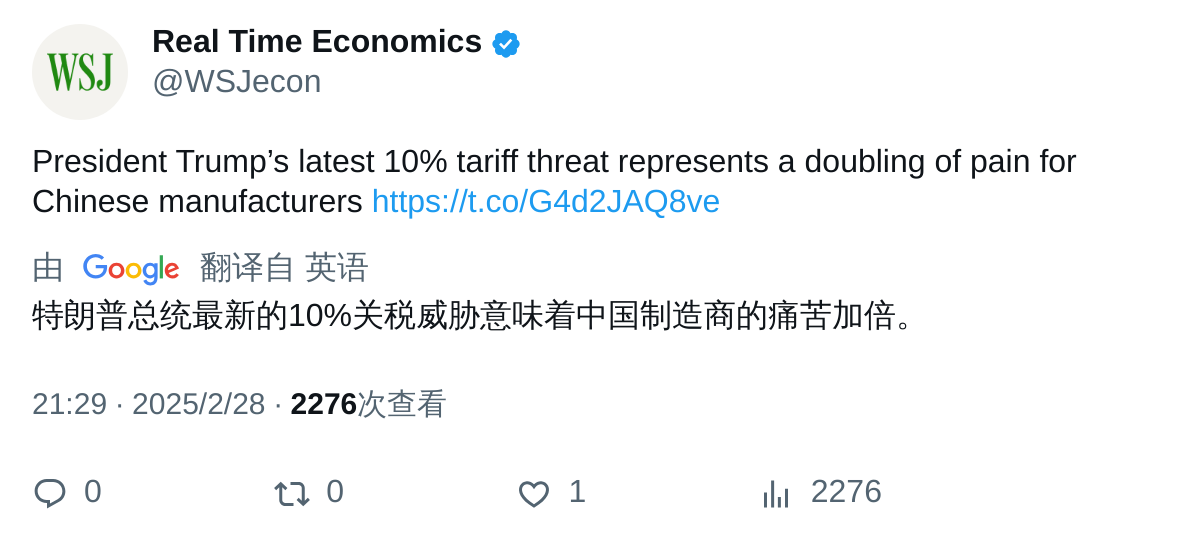 WSJ
Real Time Economics
@WSJecon
President Trump’s latest 10% tariff threat represents a doubling of pain for
Chinese manufacturers https://t.co/G4d2JAQ8ve
由 Google 翻译自 英语
特朗普总统最新的10%关税威胁意味着中国制造商的痛苦加倍。
21:29 · 2025/2/28 · 2276次查看
0 0 1 2276